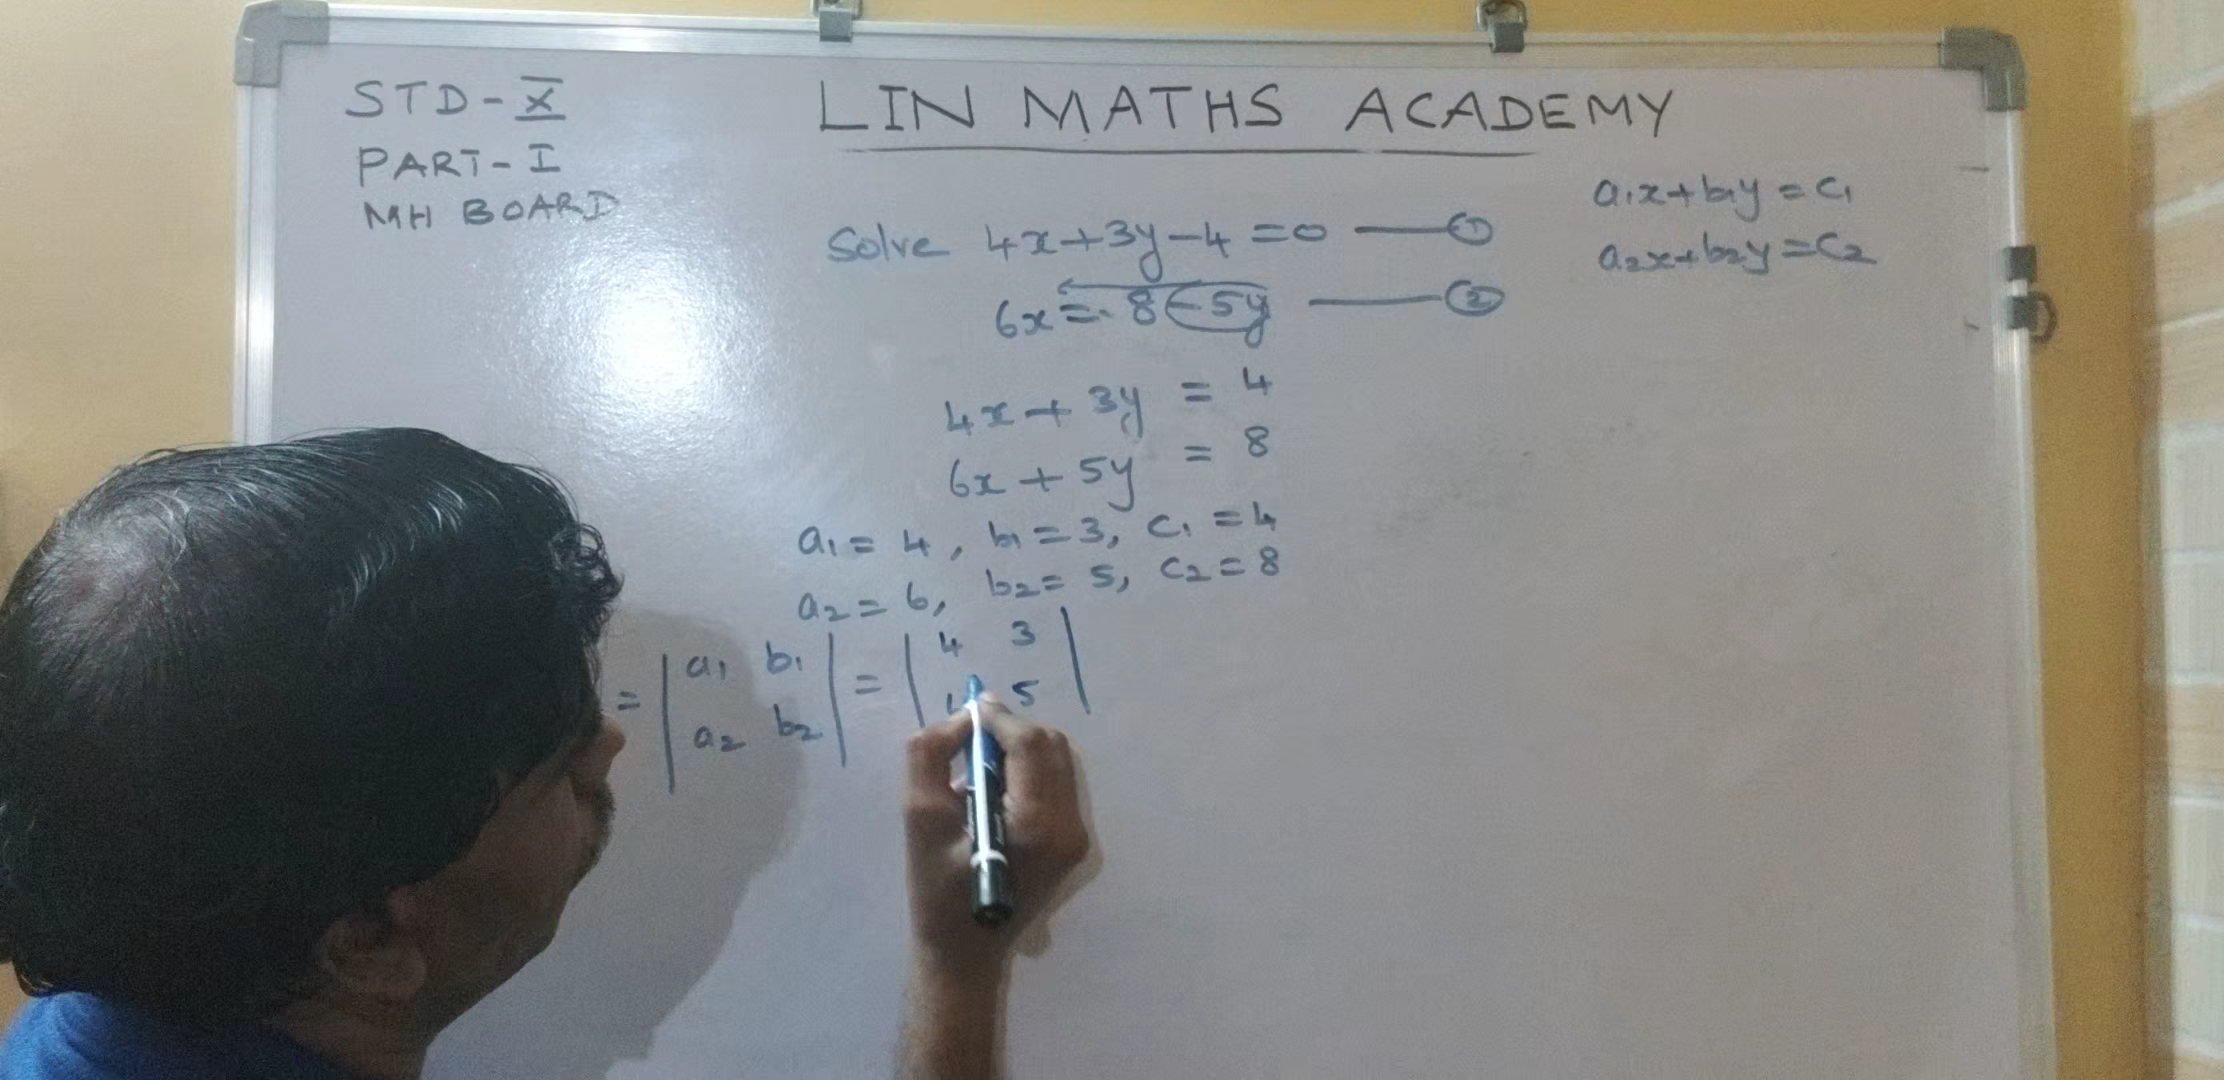 STD - X
PART - I
MH BOARD
LIN MATHS ACADEMY
a₁x + b₁y = c₁
a₂x + b₂y = c₂
Solve 4x + 3y - 4 = 0 — ①
6x = 8 - 5y — ②
4x + 3y = 4
6x + 5y = 8
a₁ = 4, b₁ = 3, c₁ = 4
a₂ = 6, b₂ = 5, c₂ = 8
= | a₁ b₁ | = | 4 3 |
| a₂ b₂ | | 5 |